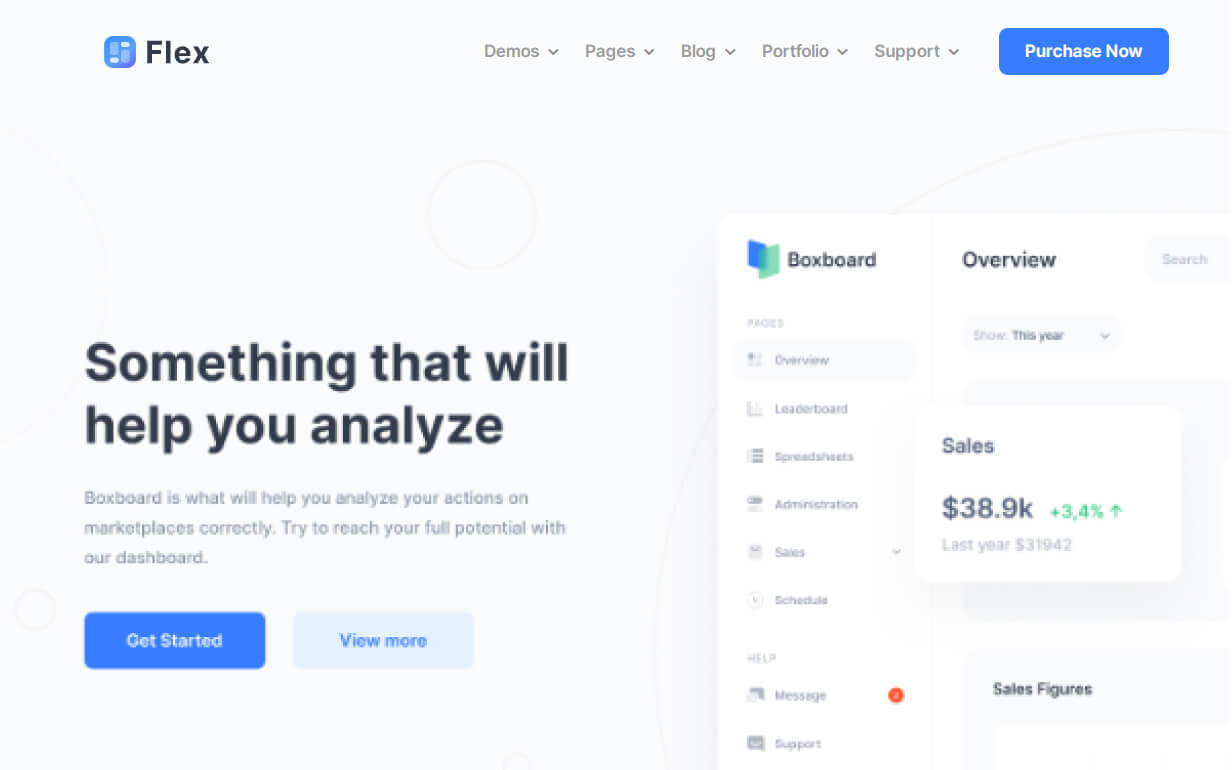 Flex
Demos Pages Blog Portfolio Support Purchase Now
Something that will
help you analyze
Boxboard is what will help you analyze your actions on
marketplaces correctly. Try to reach your full potential with
our dashboard.
Get Started View more
Boxboard
PAGES
Overview
Leaderboard
Spreadsheets
Administration
Sales
Schedule
HELP
Message
Support
Overview
Search
Show: This year
Sales
$38.9k +3,4% ↑
Last year $31942
Sales Figures